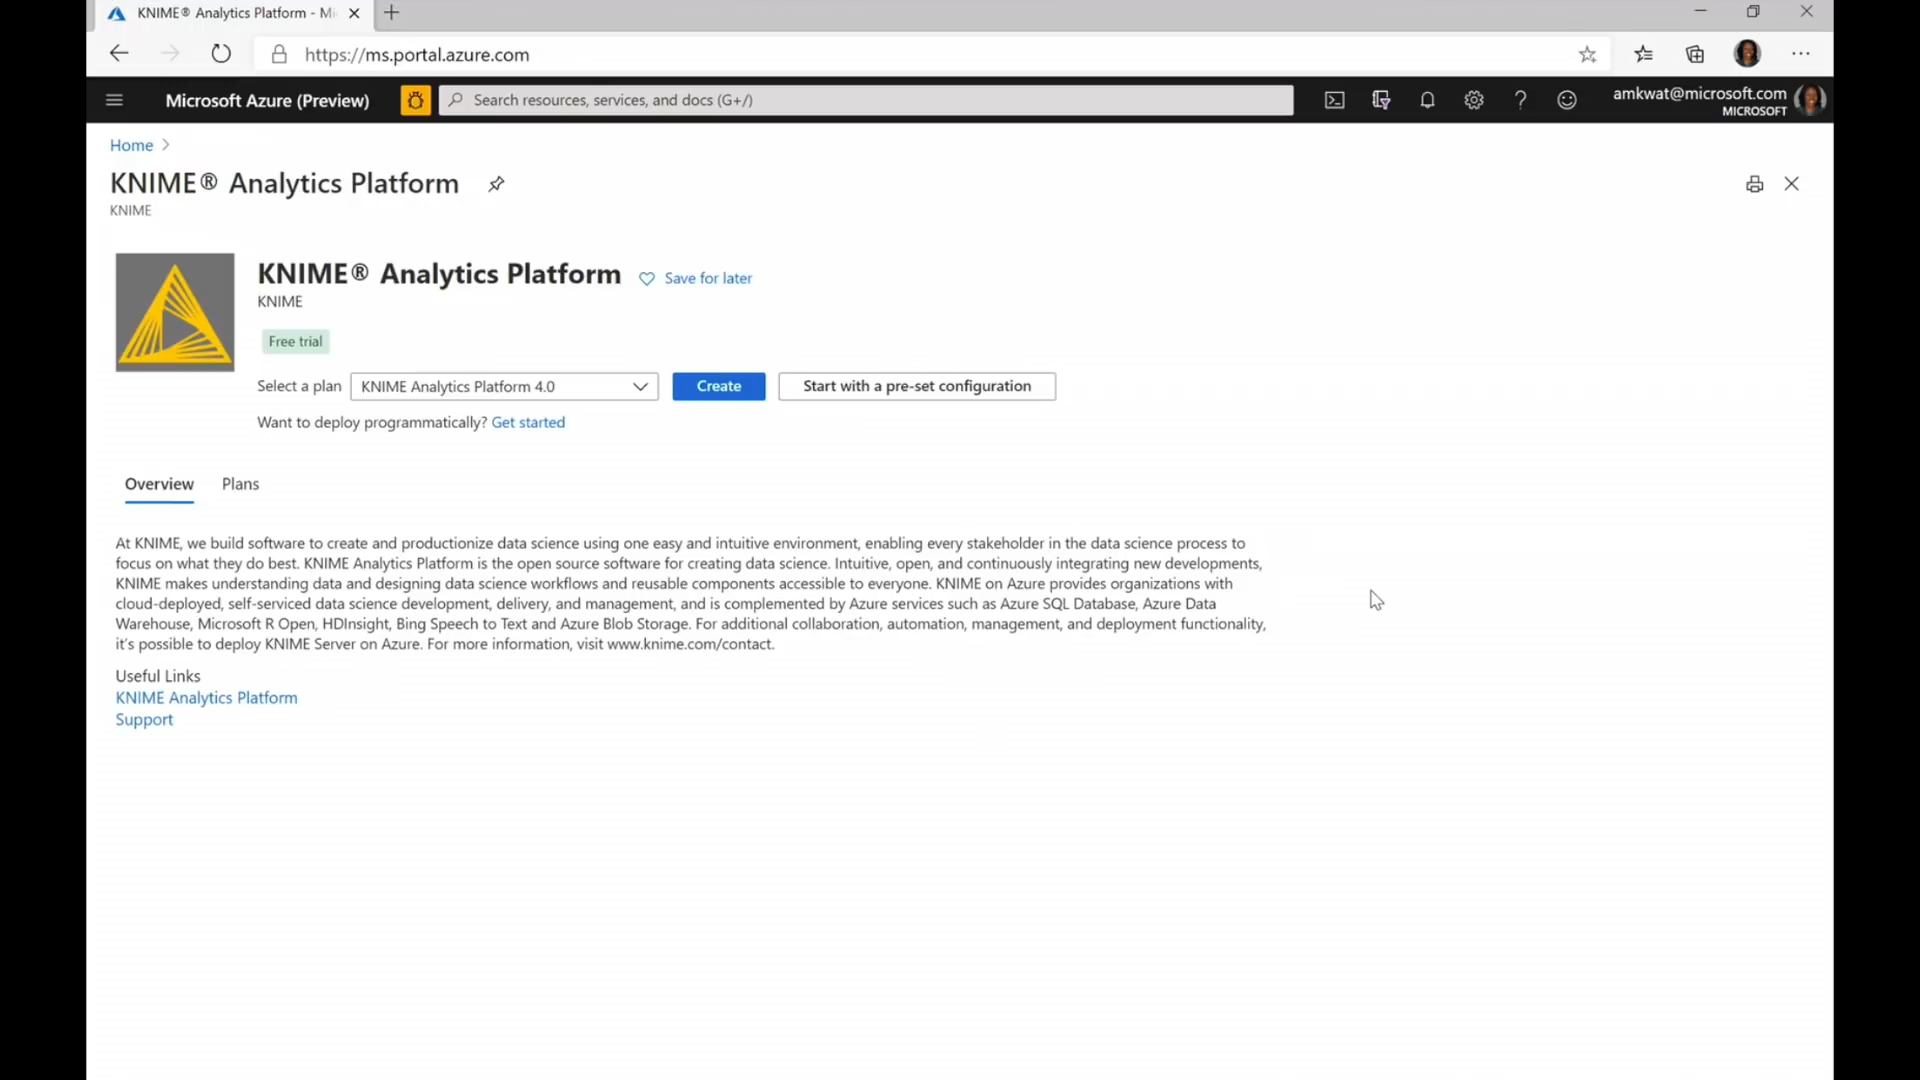 KNIME® Analytics Platform - Mi
https://ms.portal.azure.com
Microsoft Azure (Preview)
Search resources, services, and docs (G+/)
amkwat@microsoft.com
MICROSOFT
Home
KNIME® Analytics Platform
KNIME
KNIME® Analytics Platform
Save for later
KNIME
Free trial
Select a plan
KNIME Analytics Platform 4.0
Create
Start with a pre-set configuration
Want to deploy programmatically? Get started
Overview
Plans
At KNIME, we build software to create and productionize data science using one easy and intuitive environment, enabling every stakeholder in the data science process to
focus on what they do best. KNIME Analytics Platform is the open source software for creating data science. Intuitive, open, and continuously integrating new developments,
KNIME makes understanding data and designing data science workflows and reusable components accessible to everyone. KNIME on Azure provides organizations with
cloud-deployed, self-serviced data science development, delivery, and management, and is complemented by Azure services such as Azure SQL Database, Azure Data
Warehouse, Microsoft R Open, HDInsight, Bing Speech to Text and Azure Blob Storage. For additional collaboration, automation, management, and deployment functionality,
it's possible to deploy KNIME Server on Azure. For more information, visit www.knime.com/contact.
Useful Links
KNIME Analytics Platform
Support